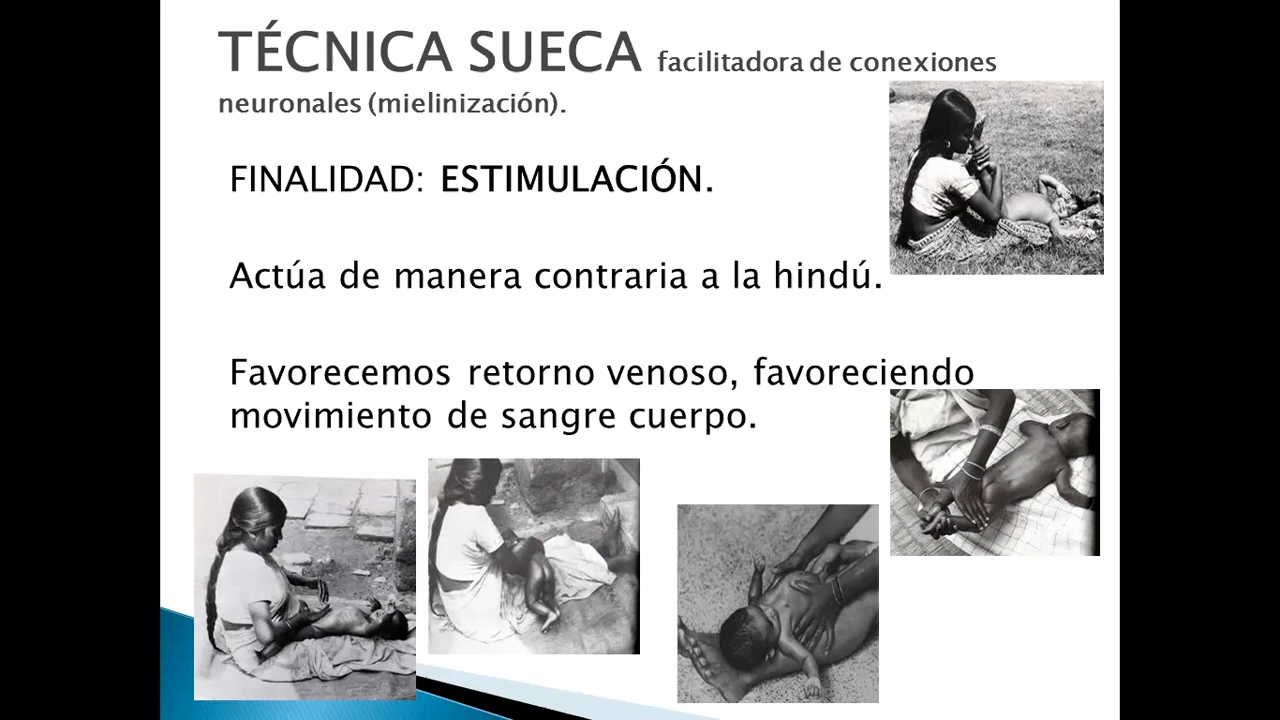 TÉCNICA SUECA facilitadora de conexiones
neuronales (mielinización).
FINALIDAD: ESTIMULACIÓN.
Actúa de manera contraria a la hindú.
Favorecemos retorno venoso, favoreciendo
movimiento de sangre cuerpo.